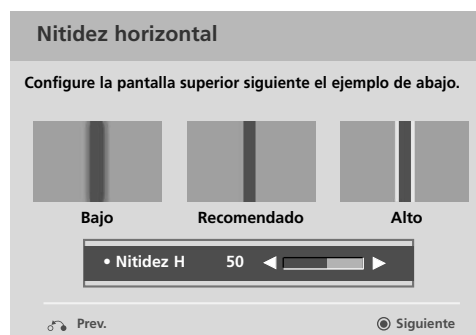 Nitidez horizontal
Configure la pantalla superior siguiente el ejemplo de abajo.
Bajo Recomendado Alto
• Nitidez H 50
Prev. Siguiente